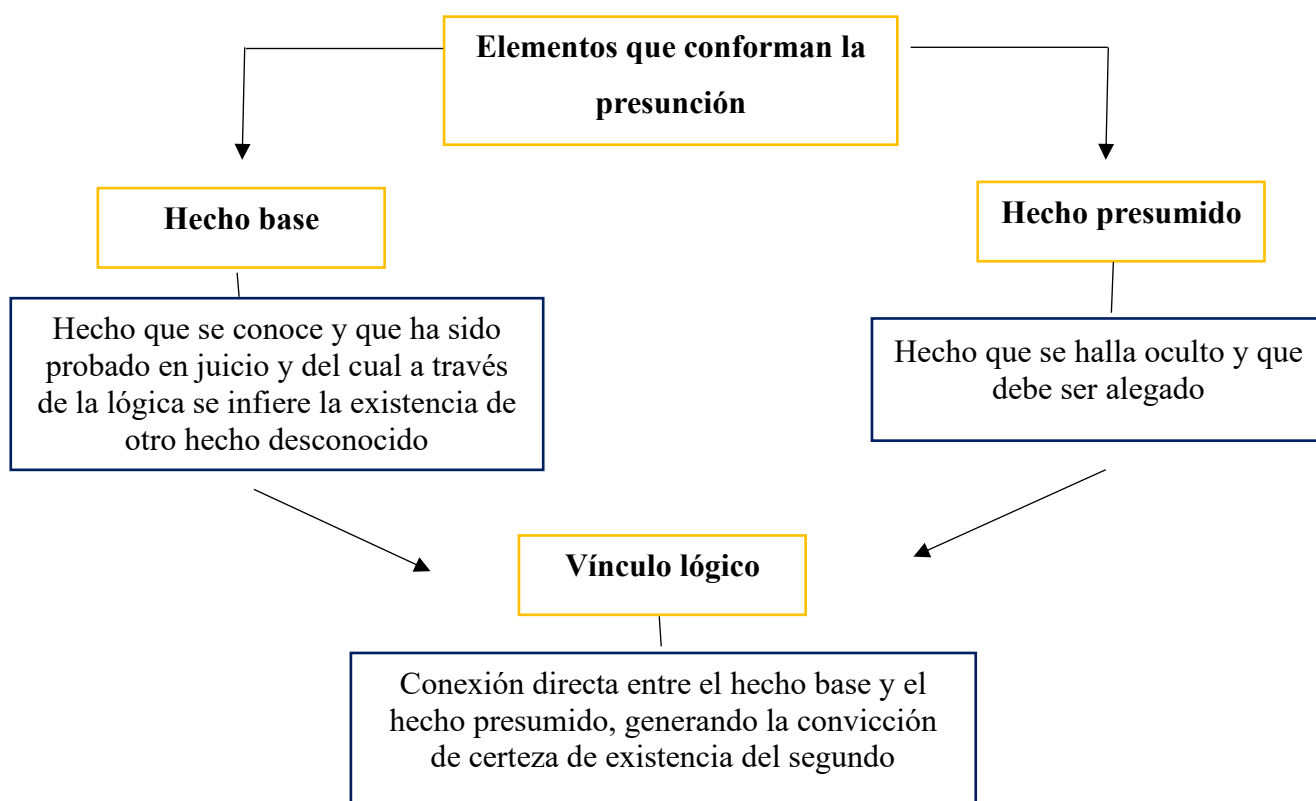 Elementos que conforman la
presunción
Hecho base
Hecho presumido
Hecho que se conoce y que ha sido
probado en juicio y del cual a través
de la lógica se infiere la existencia de
otro hecho desconocido
Hecho que se halla oculto y que
debe ser alegado
Vínculo lógico
Conexión directa entre el hecho base y el
hecho presumido, generando la convicción
de certeza de existencia del segundo